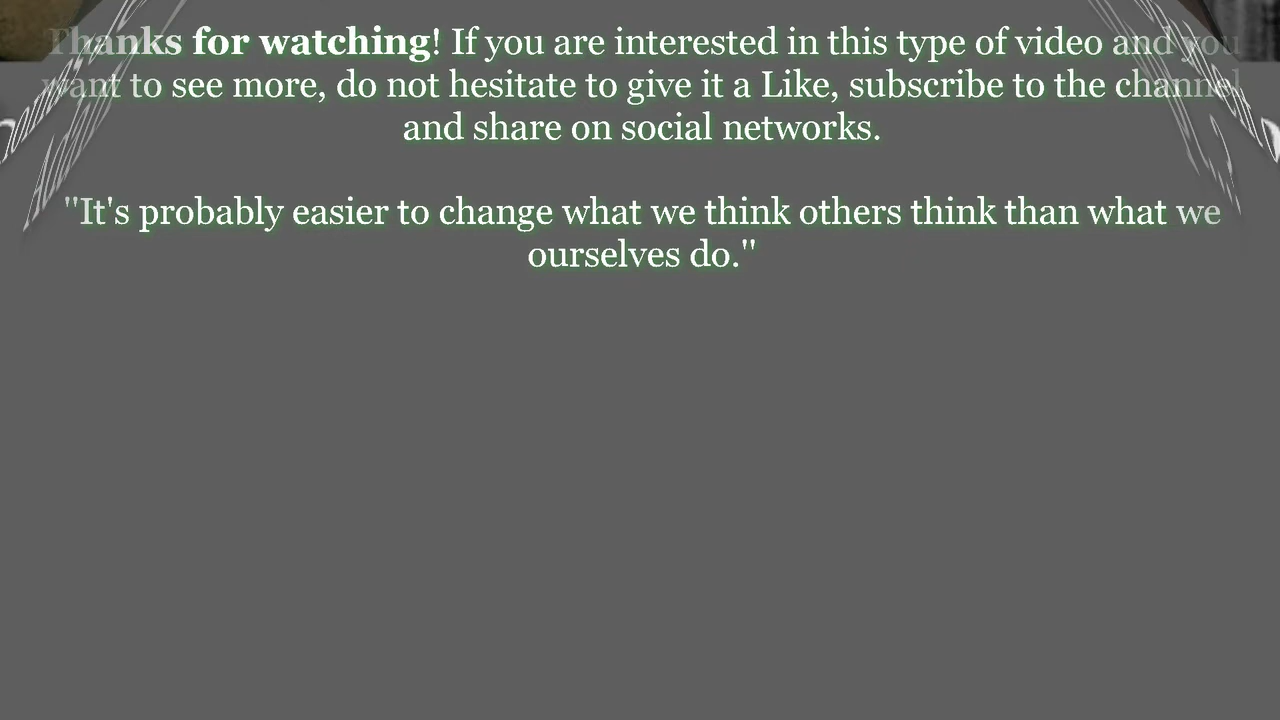 Thanks for watching! If you are interested in this type of video and you
want to see more, do not hesitate to give it a Like, subscribe to the channel
and share on social networks.
"It's probably easier to change what we think others think than what we
ourselves do."